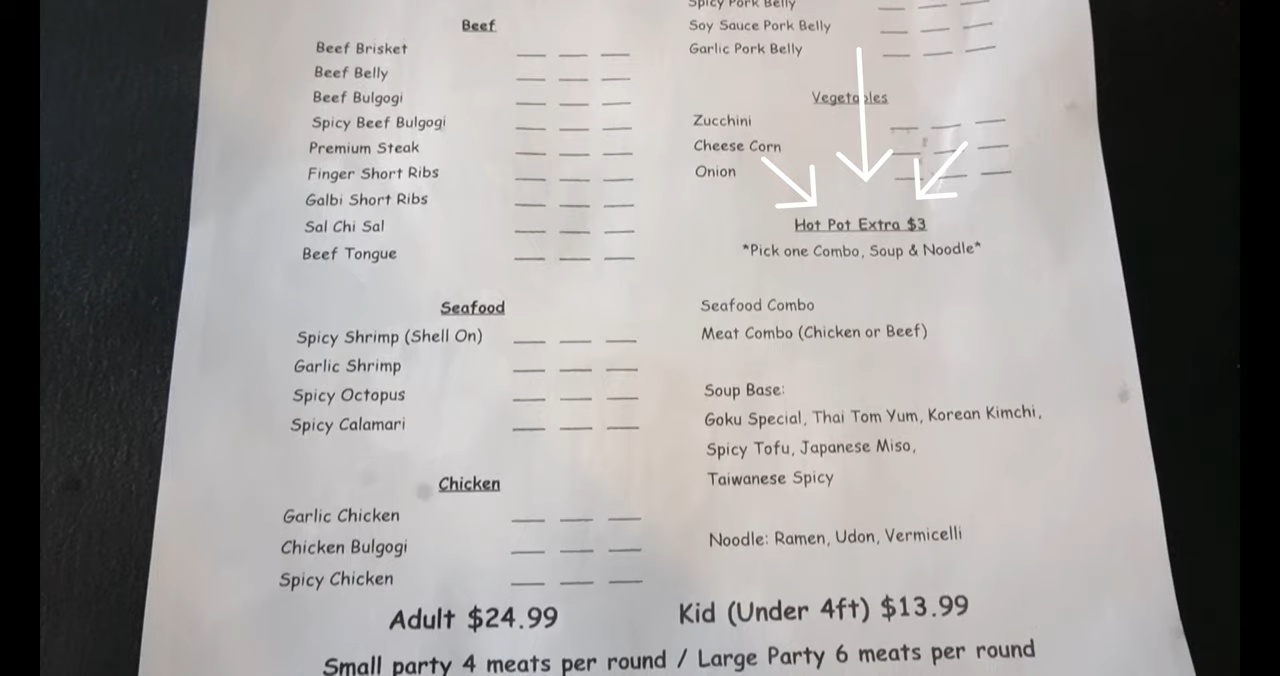 Beef
Beef Brisket
Beef Belly
Beef Bulgogi
Spicy Beef Bulgogi
Premium Steak
Finger Short Ribs
Galbi Short Ribs
Sal Chi Sal
Beef Tongue
Seafood
Spicy Shrimp (Shell On)
Garlic Shrimp
Spicy Octopus
Spicy Calamari
Chicken
Garlic Chicken
Chicken Bulgogi
Spicy Chicken
Spicy Pork Belly
Soy Sauce Pork Belly
Garlic Pork Belly
Vegetables
Zucchini
Cheese Corn
Onion
Hot Pot Extra $3
*Pick one Combo, Soup & Noodle*
Seafood Combo
Meat Combo (Chicken or Beef)
Soup Base:
Goku Special, Thai Tom Yum, Korean Kimchi,
Spicy Tofu, Japanese Miso,
Taiwanese Spicy
Noodle: Ramen, Udon, Vermicelli
Adult $24.99
Kid (Under 4ft) $13.99
Small party 4 meats per round / Large Party 6 meats per round